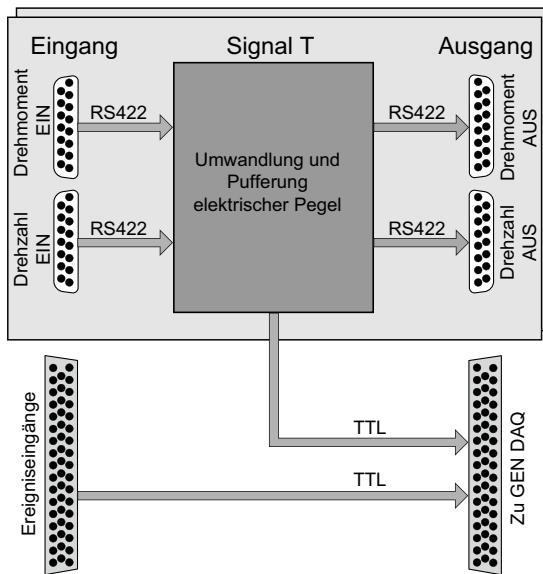 Eingang
Signal T
Ausgang
Drehmoment
EIN
RS422
Umwandlung und
Pufferung
elektrischer Pegel
RS422
Drehmoment
AUS
Drehzahl
EIN
RS422
RS422
Drehzahl
AUS
Ereigniseingänge
TTL
TTL
Zu GEN DAQ